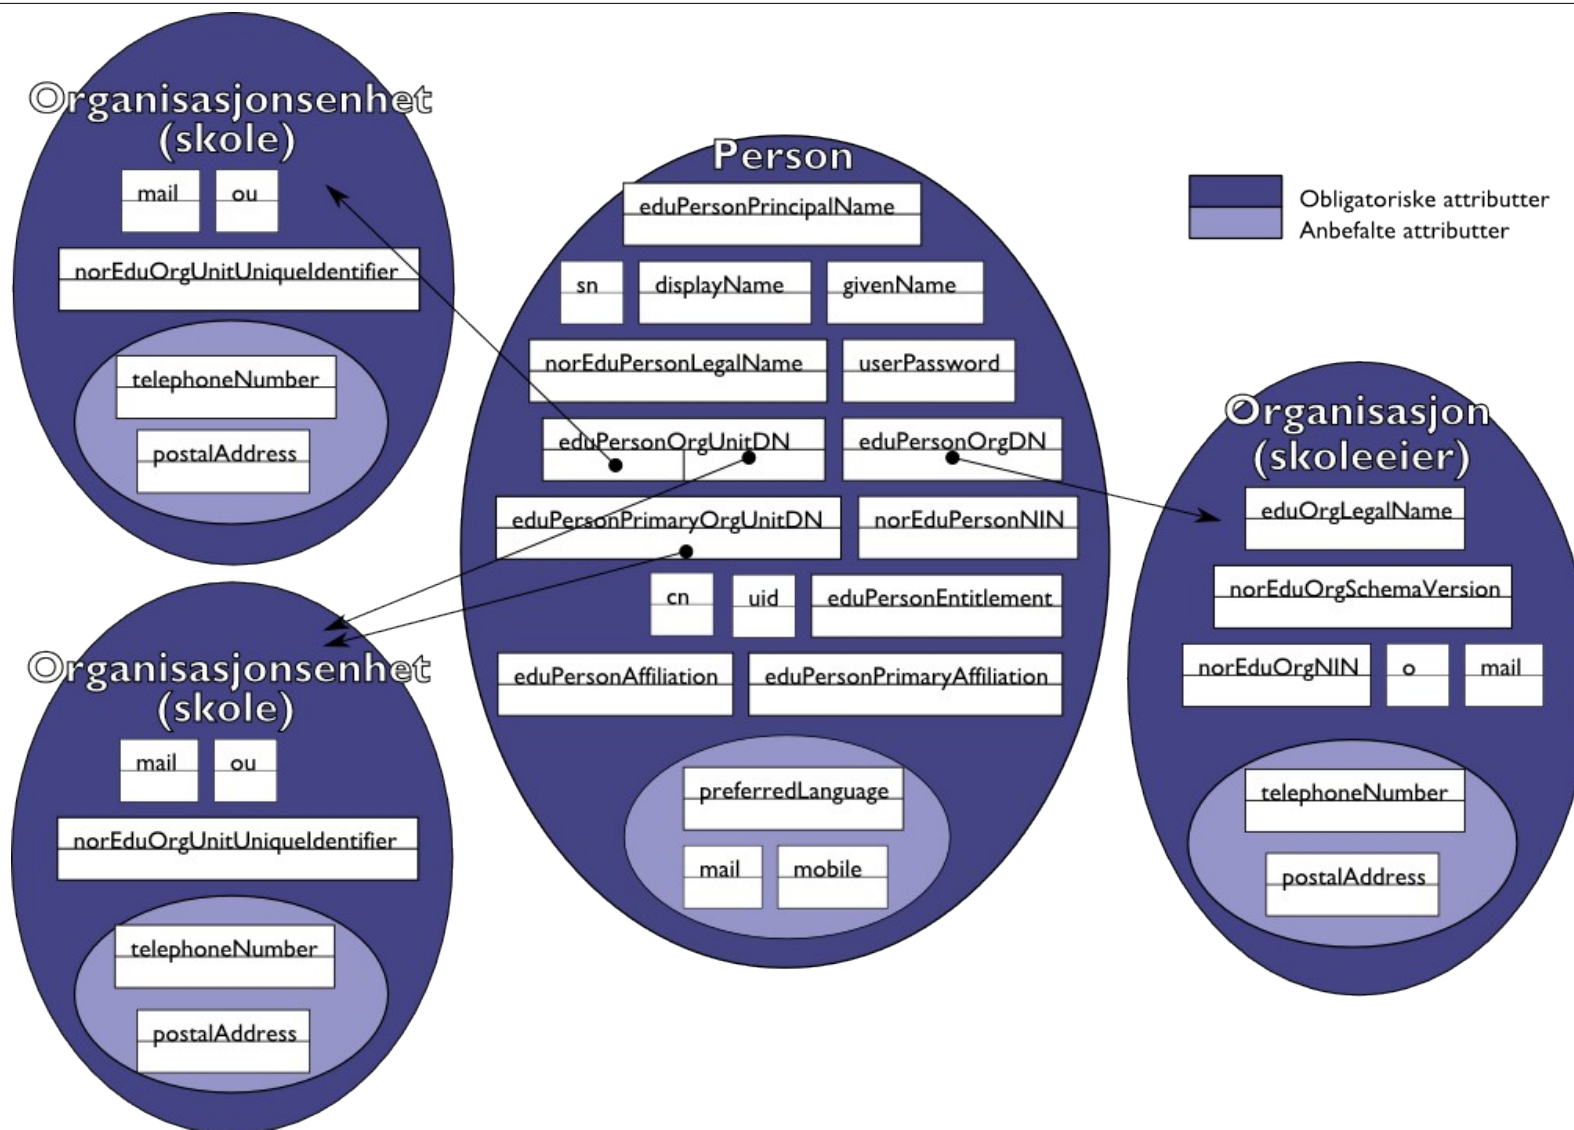 Organisasjonsenhet
(skole)
mail ou
norEduOrgUnitUniqueIdentifier
telephoneNumber
postalAddress
Organisasjonsenhet
(skole)
mail ou
norEduOrgUnitUniqueIdentifier
telephoneNumber
postalAddress
Person
eduPersonPrincipalName
sn displayName givenName
norEduPersonLegalName userPassword
eduPersonOrgUnitDN eduPersonOrgDN
eduPersonPrimaryOrgUnitDN norEduPersonNIN
cn uid eduPersonEntitlement
eduPersonAffiliation eduPersonPrimaryAffiliation
preferredLanguage
mail mobile
Obligatoriske attributter
Anbefalte attributter
Organisasjon
(skoleeier)
eduOrgLegalName
norEduOrgSchemaVersion
norEduOrgNIN o mail
telephoneNumber
postalAddress